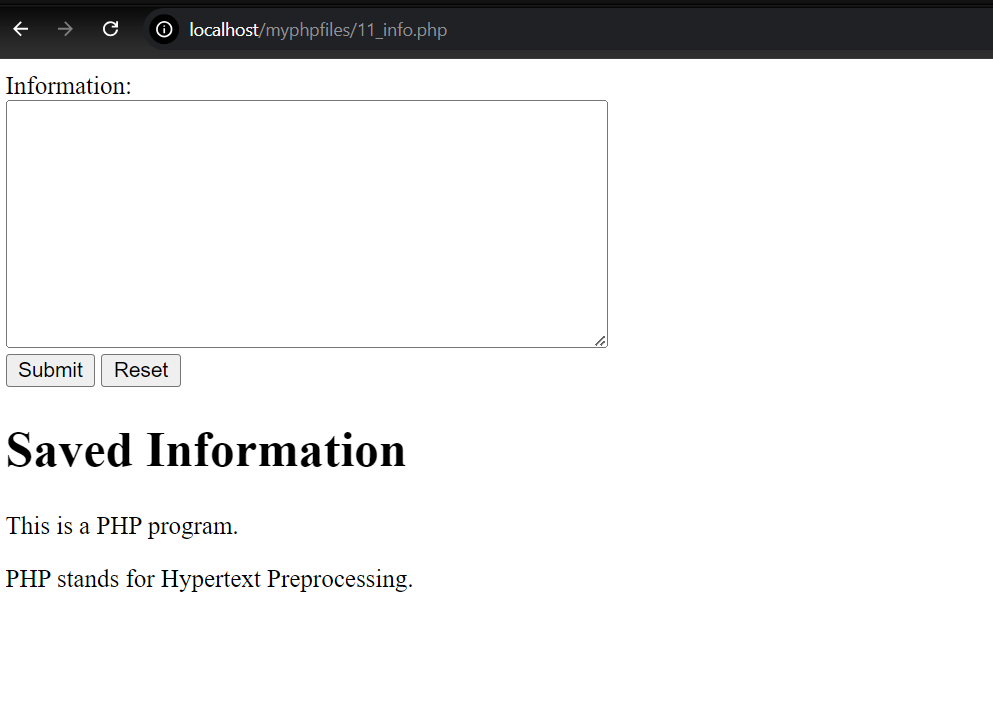 localhost/myphpfiles/11_info.php
Information:
Submit Reset
Saved Information
This is a PHP program.
PHP stands for Hypertext Preprocessing.